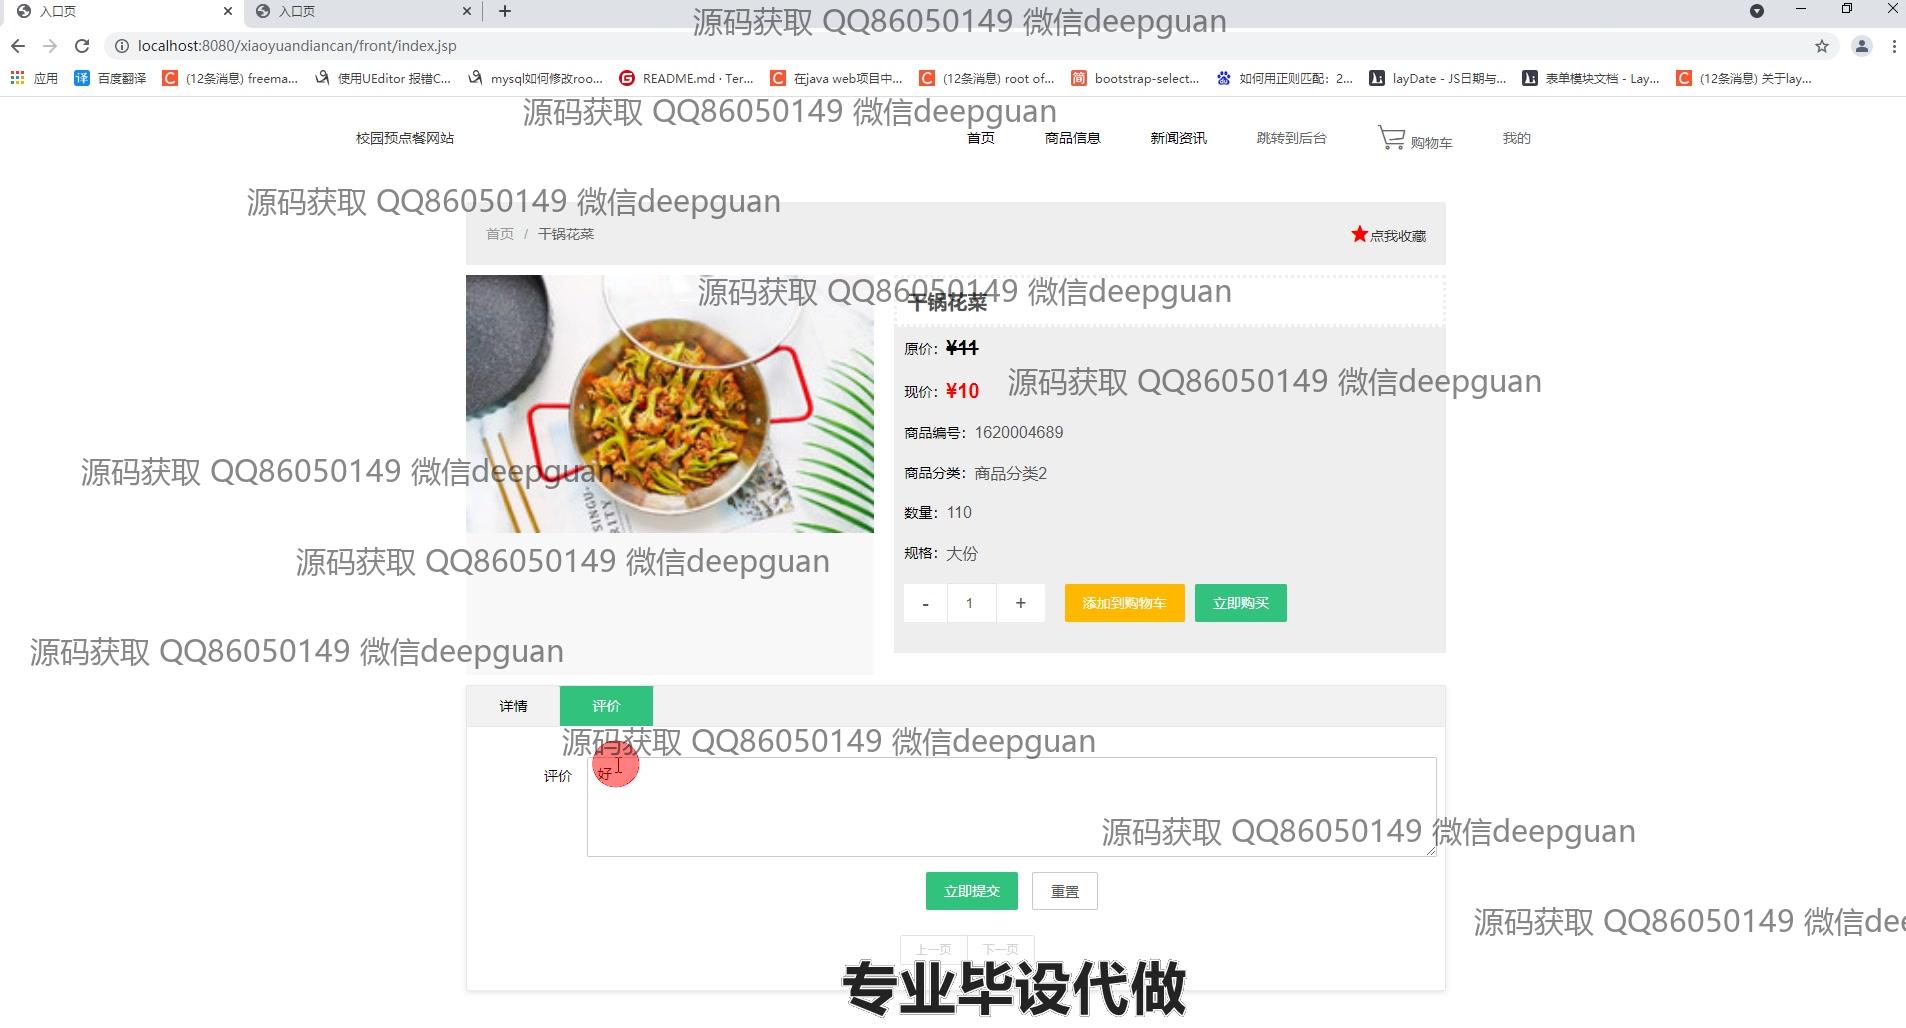 入口页
入口页
源码获取 QQ86050149 微信deepguan
localhost:8080/xiaoyuandiancan/front/index.jsp
应用
百度翻译
(12条消息) freema...
使用UEditor 报错C...
mysql如何修改roo...
README.md · Ter...
在java web项目中...
(12条消息) root of...
bootstrap-select...
如何用正则匹配：2...
layDate - JS日期与...
表单模块文档 - Lay...
(12条消息) 关于lay...
源码获取 QQ86050149 微信deepguan
校园预点餐网站
首页
商品信息
新闻资讯
跳转到后台
购物车
我的
源码获取 QQ86050149 微信deepguan
首页 / 干锅花菜
点我收藏
源码获取 QQ86050149 微信deepguan
干锅花菜
原价：¥11
源码获取 QQ86050149 微信deepguan
现价：¥10
商品编号：1620004689
源码获取 QQ86050149 微信deepguan
商品分类：商品分类2
数量：110
规格：大份
源码获取 QQ86050149 微信deepguan
- 1 +
添加到购物车
立即购买
源码获取 QQ86050149 微信deepguan
详情
评价
源码获取 QQ86050149 微信deepguan
评价
好
源码获取 QQ86050149 微信deepguan
立即提交
重置
源码获取 QQ86050149 微信dee
上一页
下一页
专业毕设代做